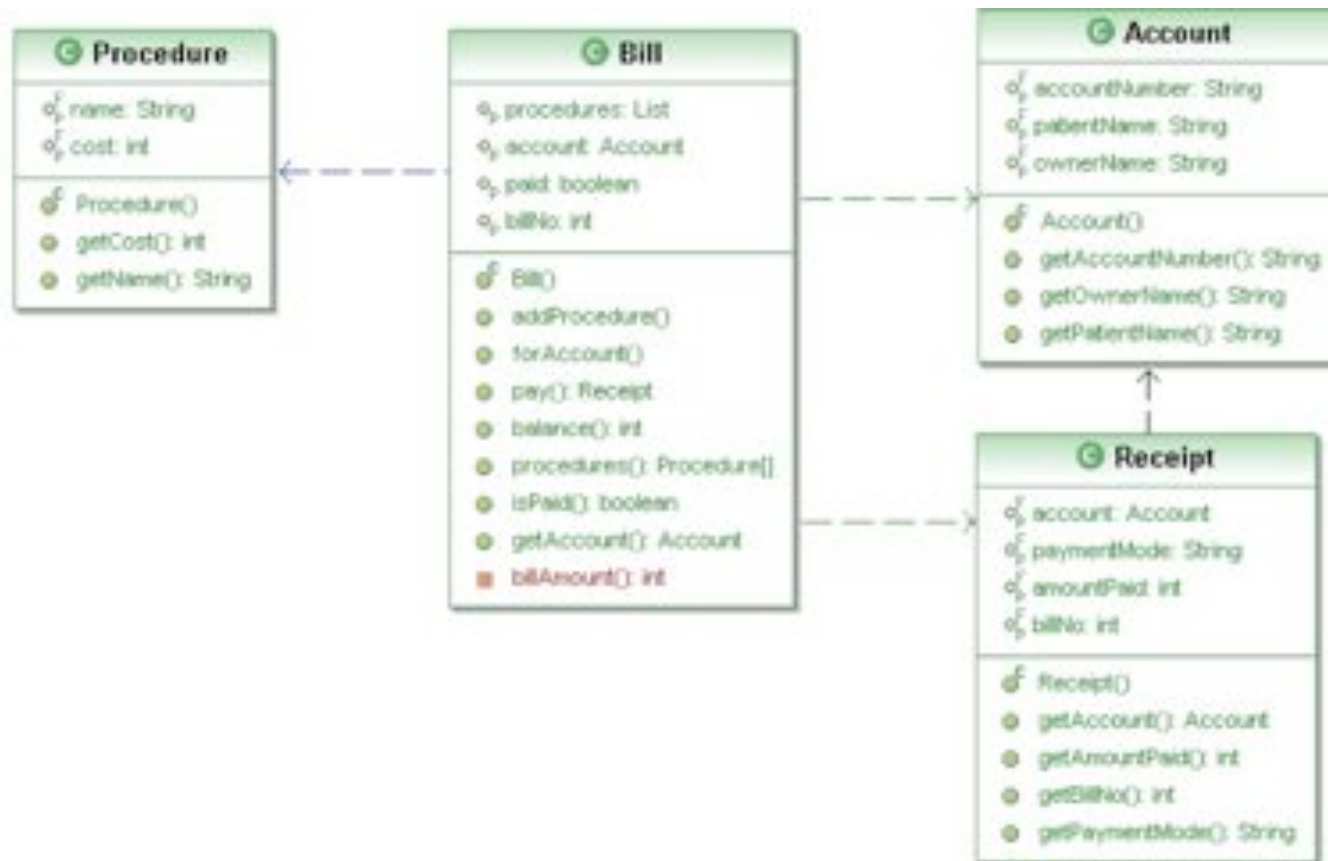 Procedure
name: String
cost: int
Procedure()
getCost(): int
getName(): String
Bill
procedures: List
account: Account
paid: boolean
billNo: int
Bill()
addProcedure()
forAccount()
pay(): Receipt
balance(): int
procedures(): Procedure[]
isPaid(): boolean
getAccount(): Account
billAmount(): int
Account
accountNumber: String
patientName: String
ownerName: String
Account()
getAccountNumber(): String
getOwnerName(): String
getPatientName(): String
Receipt
account: Account
paymentMode: String
amountPaid: int
billNo: int
Receipt()
getAccount(): Account
getAmountPaid(): int
getBillNo(): int
getPaymentMode(): String